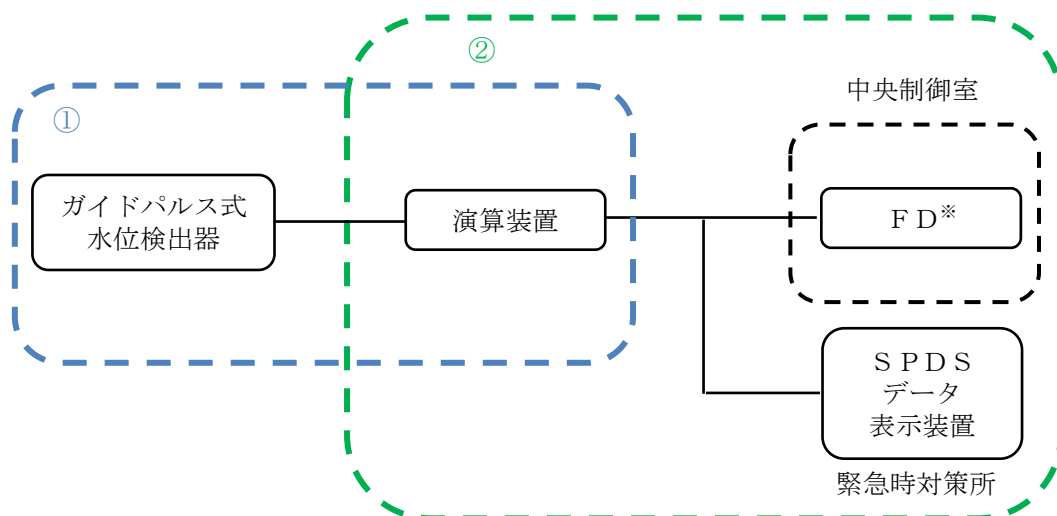 ②
中央制御室
①
ガイドパルス式
水位検出器
演算装置
ＦＤ※
ＳＰＤＳ
データ
表示装置
緊急時対策所